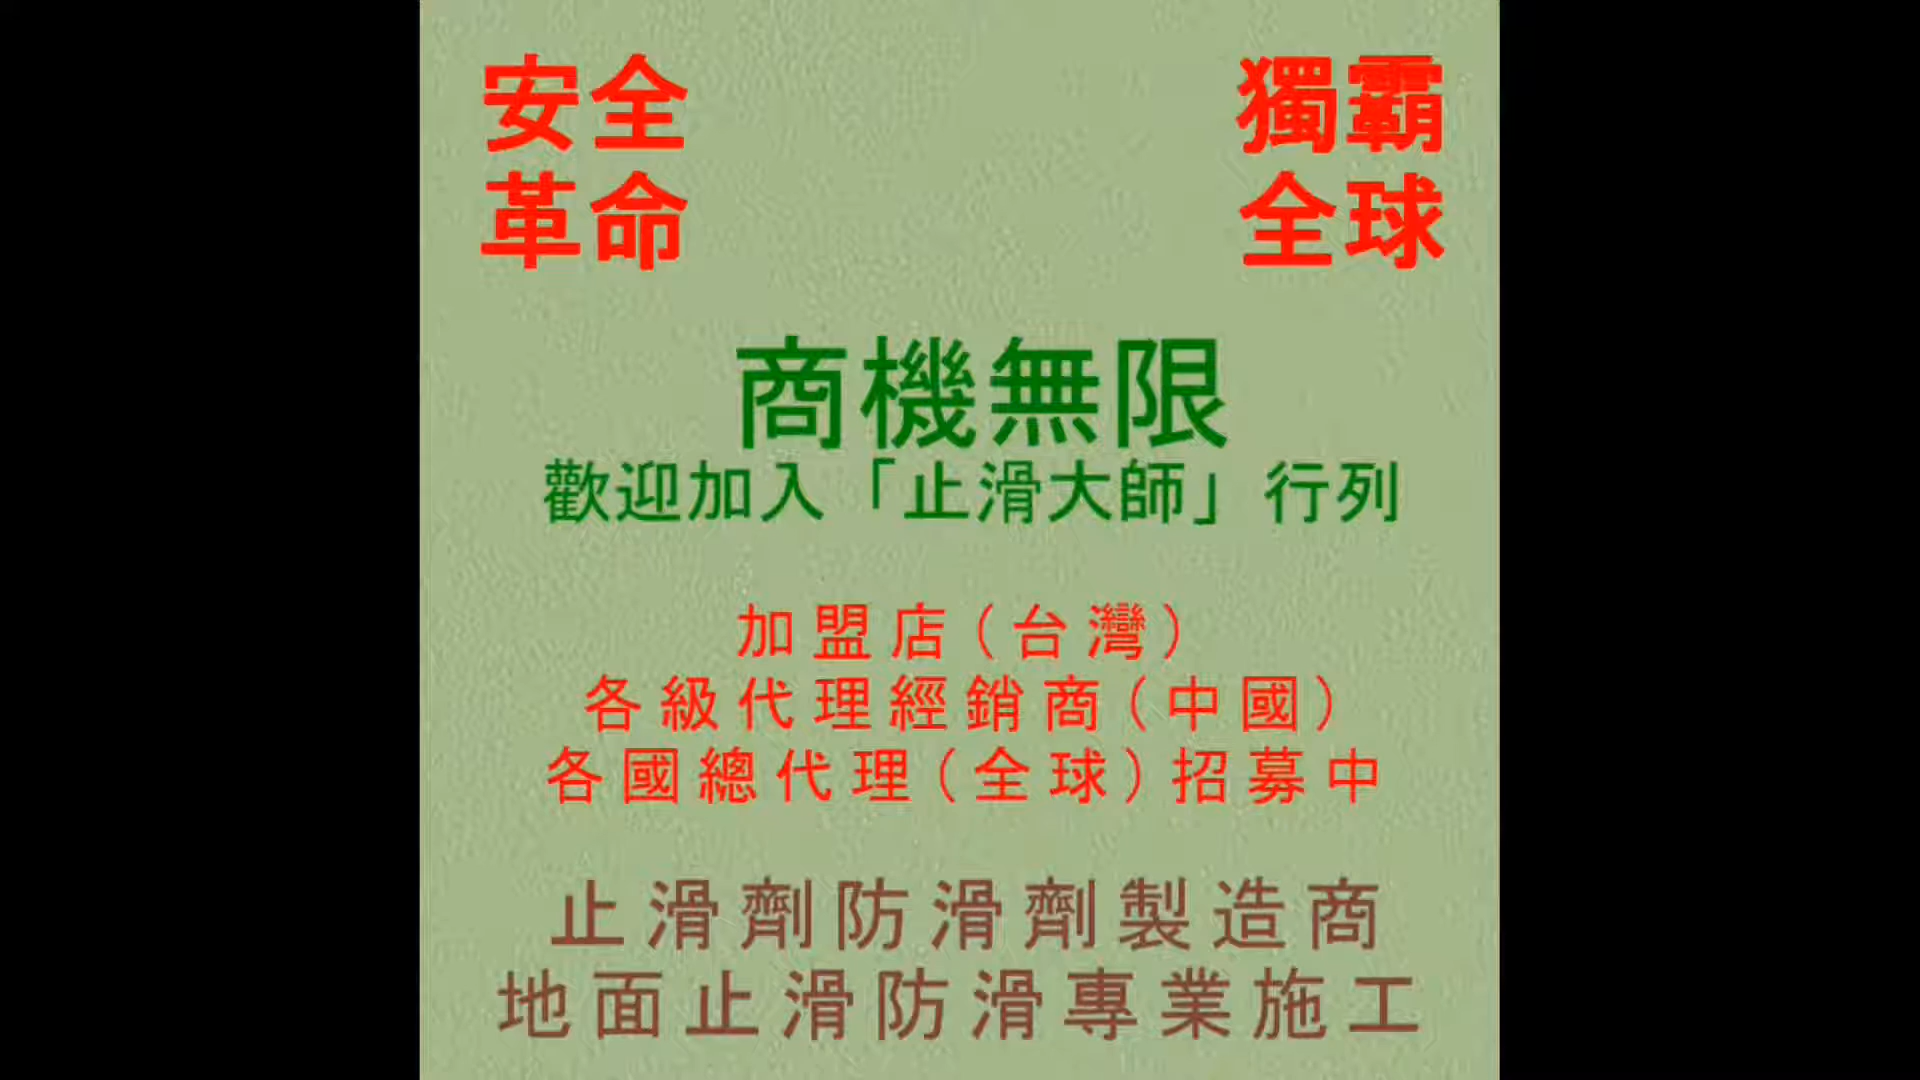 安全
革命
獨霸
全球
商機無限
歡迎加入「止滑大師」行列
加盟店(台灣)
各級代理經銷商(中國)
各國總代理(全球)招募中
止滑劑防滑劑製造商
地面止滑防滑專業施工